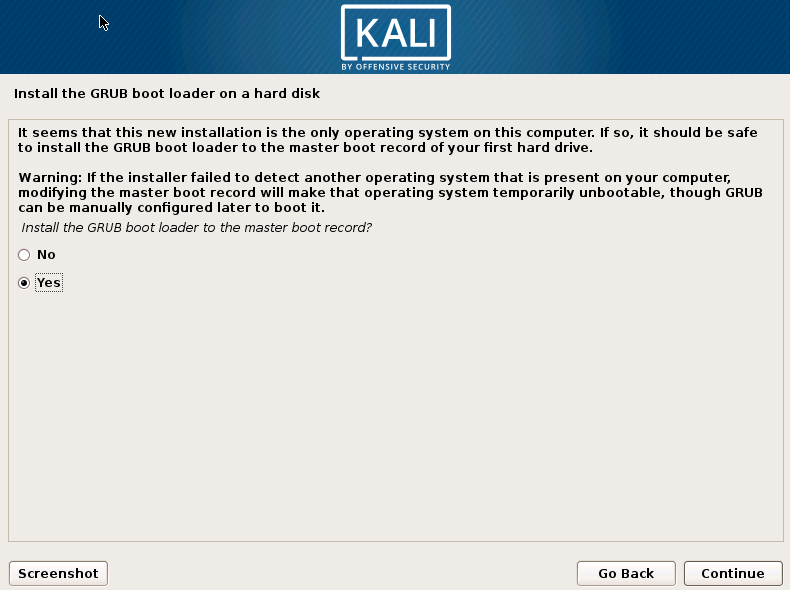 KALI
BY OFFENSIVE SECURITY
Install the GRUB boot loader on a hard disk
It seems that this new installation is the only operating system on this computer. If so, it should be safe
to install the GRUB boot loader to the master boot record of your first hard drive.
Warning: If the installer failed to detect another operating system that is present on your computer,
modifying the master boot record will make that operating system temporarily unbootable, though GRUB
can be manually configured later to boot it.
Install the GRUB boot loader to the master boot record?
No
Yes
Screenshot
Go Back
Continue